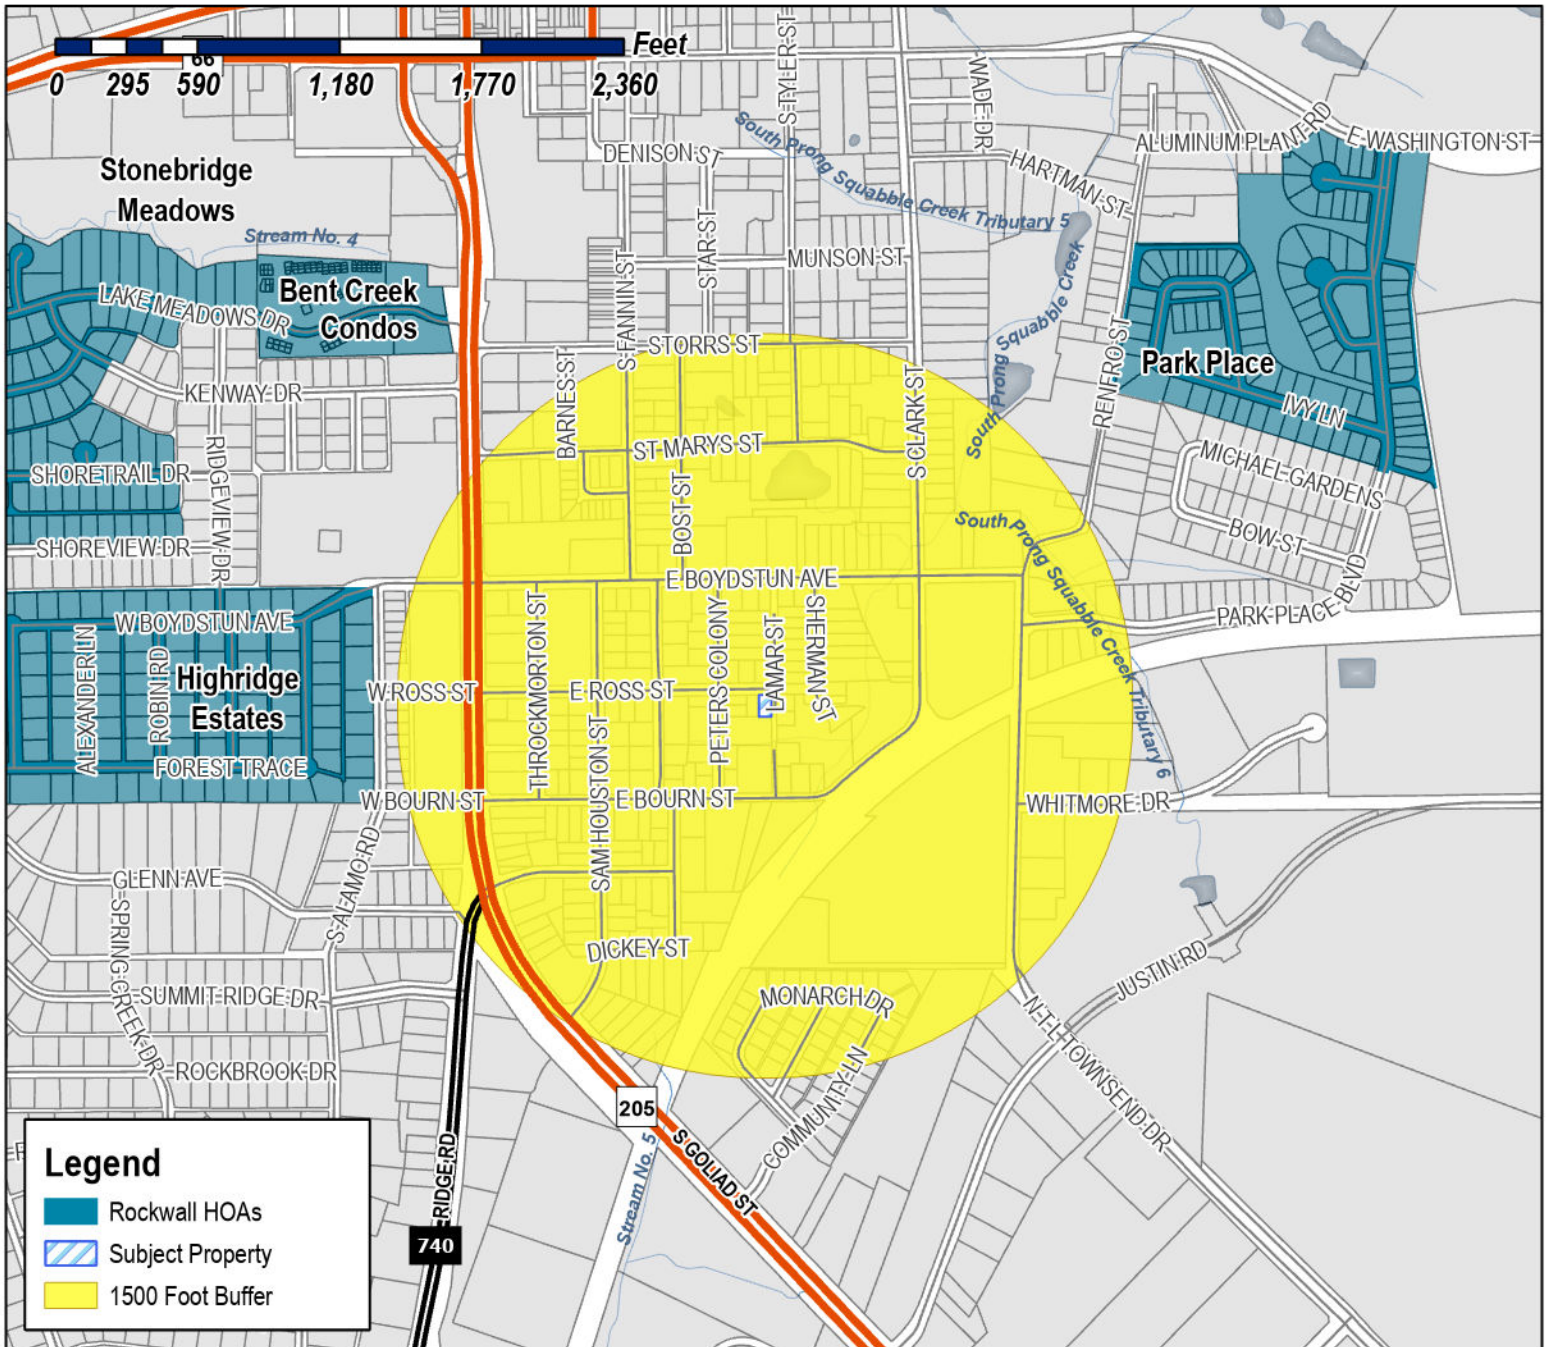 Feet
66
0 295 590 1,180 1,770 2,360
S TYLER ST
WADE DR
South Prong Squabble Creek Tributary 5
DENISON ST
HARTMAN ST
ALUMINUM PLANT RD
E WASHINGTON ST
Stonebridge
Meadows
Stream No. 4
STAR ST
MUNSON ST
S FANNIN ST
Bent Creek
Condos
LAKE MEADOWS DR
South Prong Squabble Creek
RENFRO ST
Park Place
STORRS ST
BARNES ST
KENWAY DR
S CLARK ST
IVY LN
ST MARYS ST
MICHAEL GARDENS
RIDGEVIEW DR
SHORETRAIL DR
BOST ST
SHOREVIEW DR
South Prong Squabble Creek Tributary 6
BOW ST
E BOYDSTUN AVE
PARK PLACE BLVD
W BOYDSTUN AVE
THROCKMORTON ST
PETERS COLONY
LAMAR ST
SHERMAN ST
ALEXANDER LN
ROBIN RD
Highridge
Estates
W ROSS ST
E ROSS ST
SAM HOUSTON ST
FOREST TRACE
W BOURN ST
E BOURN ST
WHITMORE DR
S ALAMO RD
GLENN AVE
SPRING CREEK DR
DICKEY ST
JUSTIN RD
SUMMIT RIDGE DR
MONARCH DR
N T L TOWNSEND DR
ROCKBROOK DR
COMMUNITY LN
205
S GOLIAD ST
Stream No. 5
RIDGE RD
740
Legend
Rockwall HOAs
Subject Property
1500 Foot Buffer